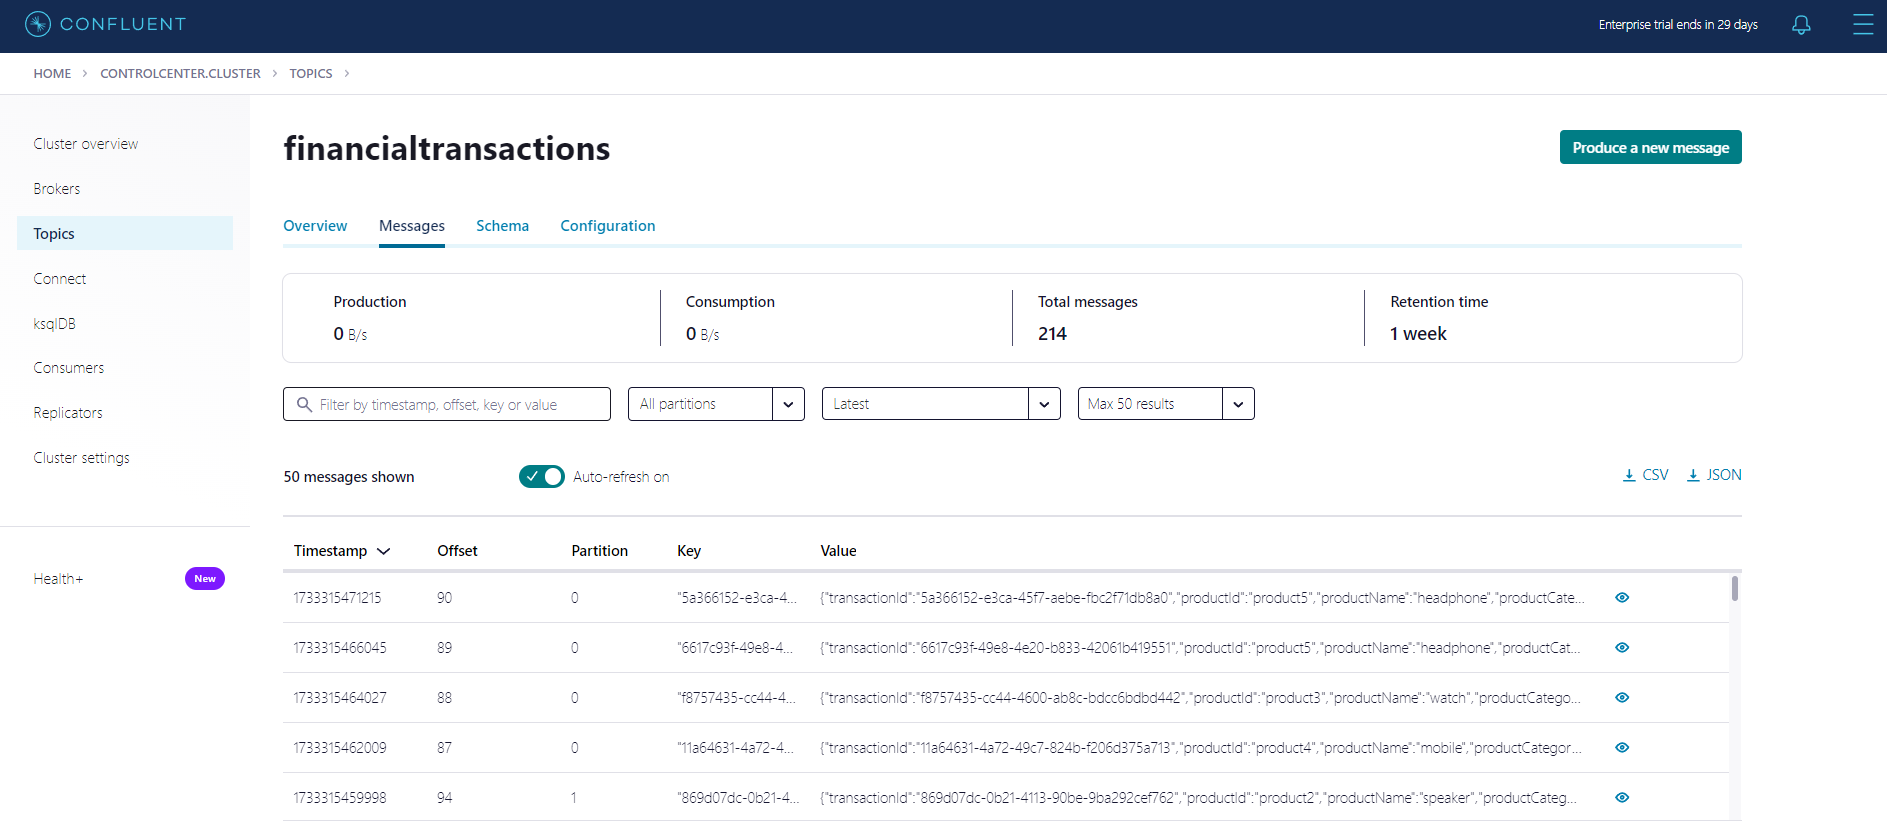 CONFLUENT
Enterprise trial ends in 29 days
HOME > CONTROLCENTER.CLUSTER > TOPICS >
Cluster overview
Brokers
Topics
Connect
ksqlDB
Consumers
Replicators
Cluster settings
Health+ New
financialtransactions
Produce a new message
Overview Messages Schema Configuration
Production Consumption Total messages Retention time
0 B/s 0 B/s 214 1 week
Filter by timestamp, offset, key or value All partitions Latest Max 50 results
50 messages shown Auto-refresh on CSV JSON
Timestamp Offset Partition Key Value
1733315471215 90 0 "5a366152-e3ca-4... {"transactionId":"5a366152-e3ca-45f7-aebe-fbc2f71db8a0","productId":"product5","productName":"headphone","productCate...
1733315466045 89 0 "6617c93f-49e8-4... {"transactionId":"6617c93f-49e8-4e20-b833-42061b419551","productId":"product5","productName":"headphone","productCat...
1733315464027 88 0 "f8757435-cc44-4... {"transactionId":"f8757435-cc44-4600-ab8c-bdcc6bdbd442","productId":"product3","productName":"watch","productCatego...
1733315462009 87 0 "11a64631-4a72-4... {"transactionId":"11a64631-4a72-49c7-824b-f206d375a713","productId":"product4","productName":"mobile","productCategor...
1733315459998 94 1 "869d07dc-0b21-4... {"transactionId":"869d07dc-0b21-4113-90be-9ba292cef762","productId":"product2","productName":"speaker","productCateg...